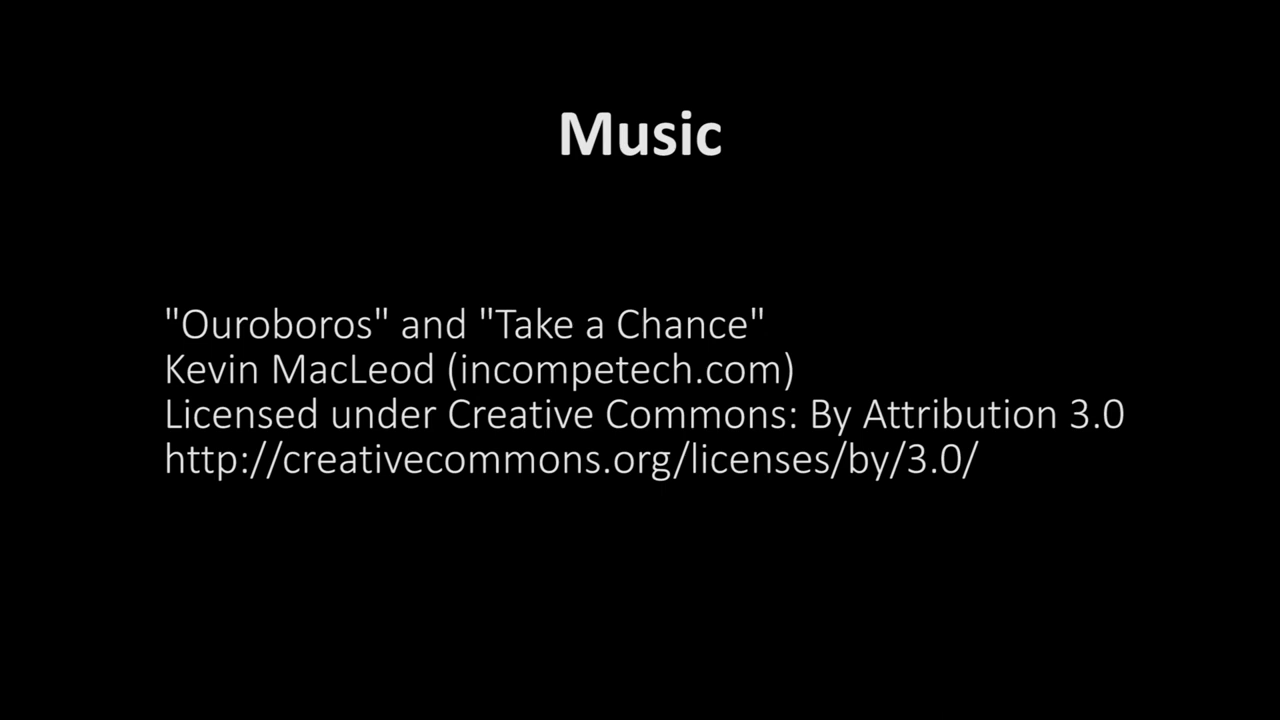 Music
"Ouroboros" and "Take a Chance"
Kevin MacLeod (incompetech.com)
Licensed under Creative Commons: By Attribution 3.0
http://creativecommons.org/licenses/by/3.0/